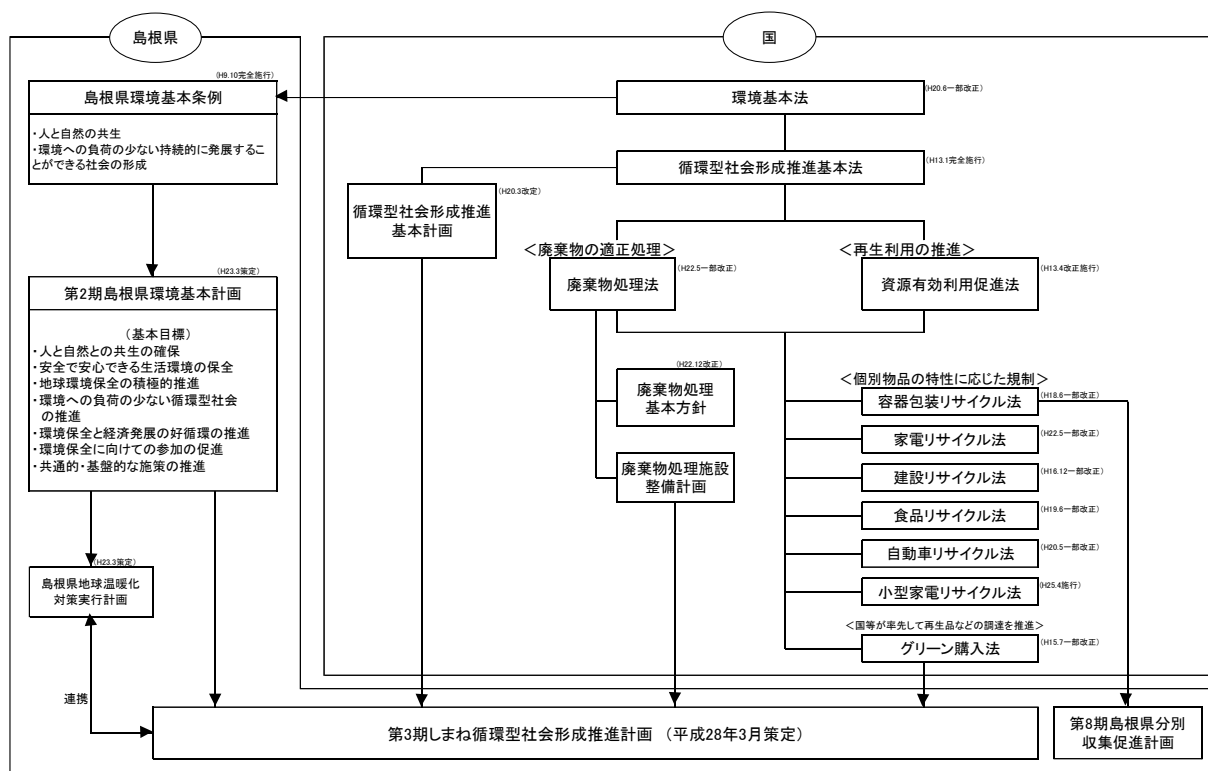 島根県
国
(H9.10完全施行)
島根県環境基本条例
・人と自然の共生
・環境への負荷の少ない持続的に発展するこ
とができる社会の形成
環境基本法
(H20.6一部改正)
循環型社会形成推進基本法
(H13.1完全施行)
(H20.3改定)
循環型社会形成推進
基本計画
<廃棄物の適正処理>
廃棄物処理法
(H22.5一部改正)
<再生利用の推進>
資源有効利用促進法
(H13.4改正施行)
(H23.3策定)
第2期島根県環境基本計画
(基本目標)
・人と自然との共生の確保
・安全で安心できる生活環境の保全
・地球環境保全の積極的推進
・環境への負荷の少ない循環型社会
の推進
・環境保全と経済発展の好循環の推進
・環境保全に向けての参加の促進
・共通的・基盤的な施策の推進
(H22.12改正)
廃棄物処理
基本方針
廃棄物処理施設
整備計画
<個別物品の特性に応じた規制>
容器包装リサイクル法
(H18.6一部改正)
家電リサイクル法
(H22.5一部改正)
建設リサイクル法
(H16.12一部改正)
食品リサイクル法
(H19.6一部改正)
自動車リサイクル法
(H20.5一部改正)
小型家電リサイクル法
(H25.4施行)
<国等が率先して再生品などの調達を推進>
グリーン購入法
(H15.7一部改正)
(H23.3策定)
島根県地球温暖化
対策実行計画
連携
第3期しまね循環型社会形成推進計画 (平成28年3月策定)
第8期島根県分別
収集促進計画